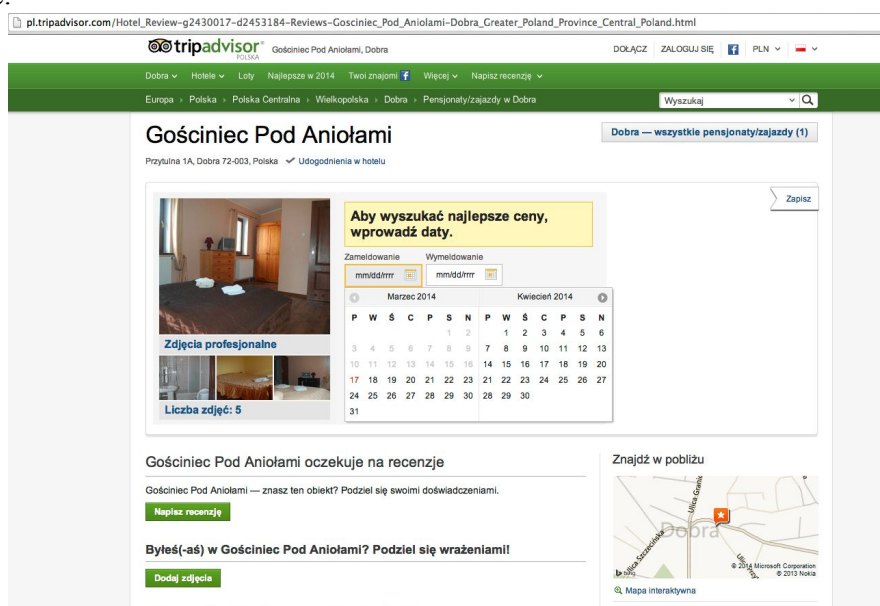 pl.tripadvisor.com/Hotel_Review-g2430017-d2453184-Reviews-Gosciniec_Pod_Aniolami-Dobra_Greater_Poland_Province_Central_Poland.html
tripadvisor® Gościniec Pod Aniołami, Dobra DOŁĄCZ ZALOGUJ SIĘ f PLN
POLSKA
Dobra Hotele Loty Najlepsze w 2014 Twoi znajomi f Więcej Napisz recenzję
Europa Polska Polska Centralna Wielkopolska Dobra Pensjonaty/zajazdy w Dobra Wyszukaj
Gościniec Pod Aniołami
Dobra — wszystkie pensjonaty/zajazdy (1)
Przytulna 1A, Dobra 72-003, Polska ✓ Udogodnienia w hotelu
Zapisz
Aby wyszukać najlepsze ceny,
wprowadź daty.
Zameldowanie Wymeldowanie
mm/dd/rrrr mm/dd/rrrr
Marzec 2014 Kwiecień 2014
P W Ś C P S N P W Ś C P S N
1 2 1 2 3 4 5 6
3 4 5 6 7 8 9 7 8 9 10 11 12 13
10 11 12 13 14 15 16 14 15 16 17 18 19 20
17 18 19 20 21 22 23 21 22 23 24 25 26 27
24 25 26 27 28 29 30 28 29 30
31
Zdjęcia profesjonalne
Liczba zdjęć: 5
Gościniec Pod Aniołami oczekuje na recenzje
Gościniec Pod Aniołami — znasz ten obiekt? Podziel się swoimi doświadczeniami.
Napisz recenzję
Byłeś(-aś) w Gościniec Pod Aniołami? Podziel się wrażeniami!
Dodaj zdjęcia
Znajdź w pobliżu
Ulica Granic
Dobra
Ulica Szczecińska
bing
© 2014 Microsoft Corporation
© 2013 Nokia
Mapa interaktywna